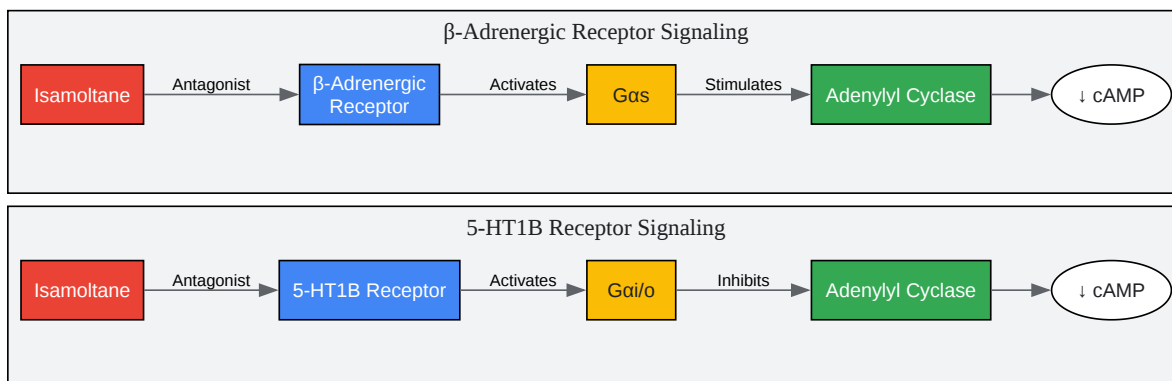 β-Adrenergic Receptor Signaling
Isamoltane
Antagonist
β-Adrenergic
Receptor
Activates
Gαs
Stimulates
Adenylyl Cyclase
↓ cAMP
5-HT1B Receptor Signaling
Isamoltane
Antagonist
5-HT1B Receptor
Activates
Gαi/o
Inhibits
Adenylyl Cyclase
↓ cAMP